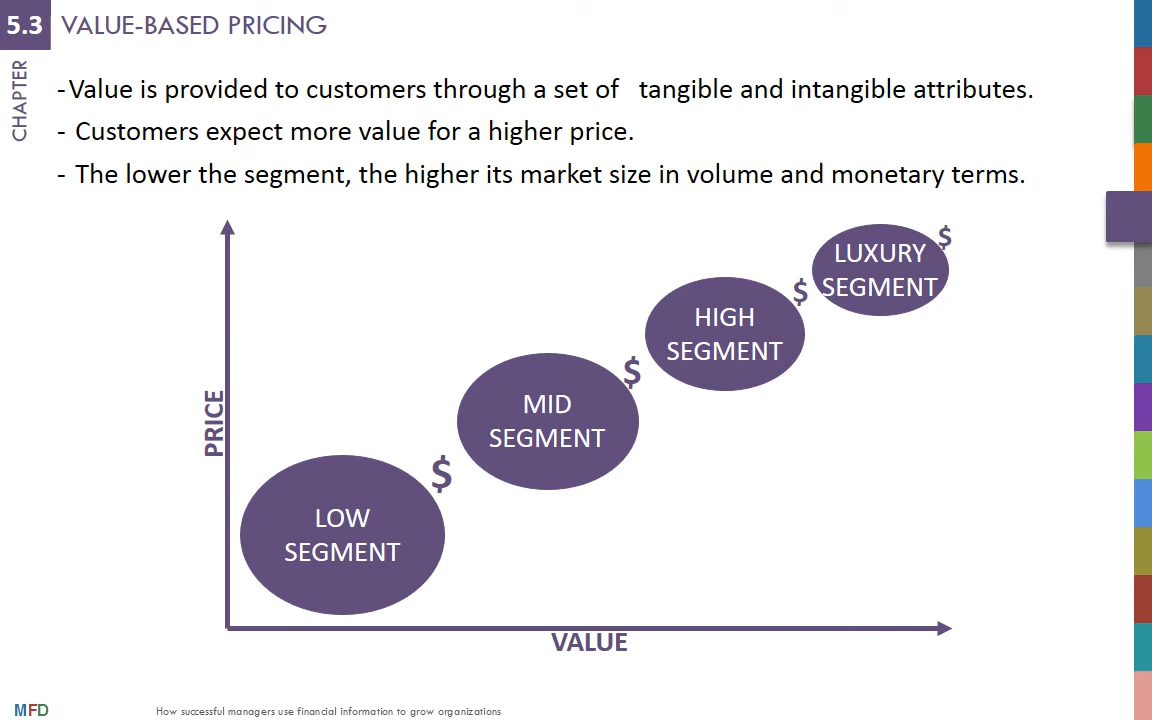 5.3 VALUE-BASED PRICING
CHAPTER
-Value is provided to customers through a set of tangible and intangible attributes.
- Customers expect more value for a higher price.
- The lower the segment, the higher its market size in volume and monetary terms.
$
LUXURY
SEGMENT
$
HIGH
SEGMENT
$
MID
SEGMENT
PRICE
$
LOW
SEGMENT
VALUE
MFD
How successful managers use financial information to grow organizations